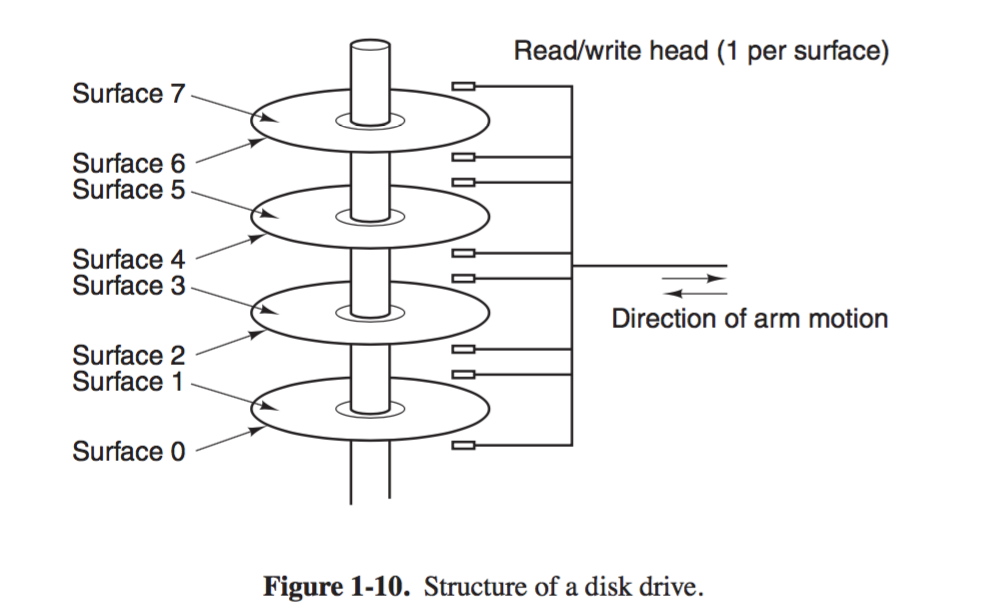 Read/write head (1 per surface)
Surface 7
Surface 6
Surface 5
Surface 4
Surface 3
Direction of arm motion
Surface 2
Surface 1
Surface 0
Figure 1-10. Structure of a disk drive.